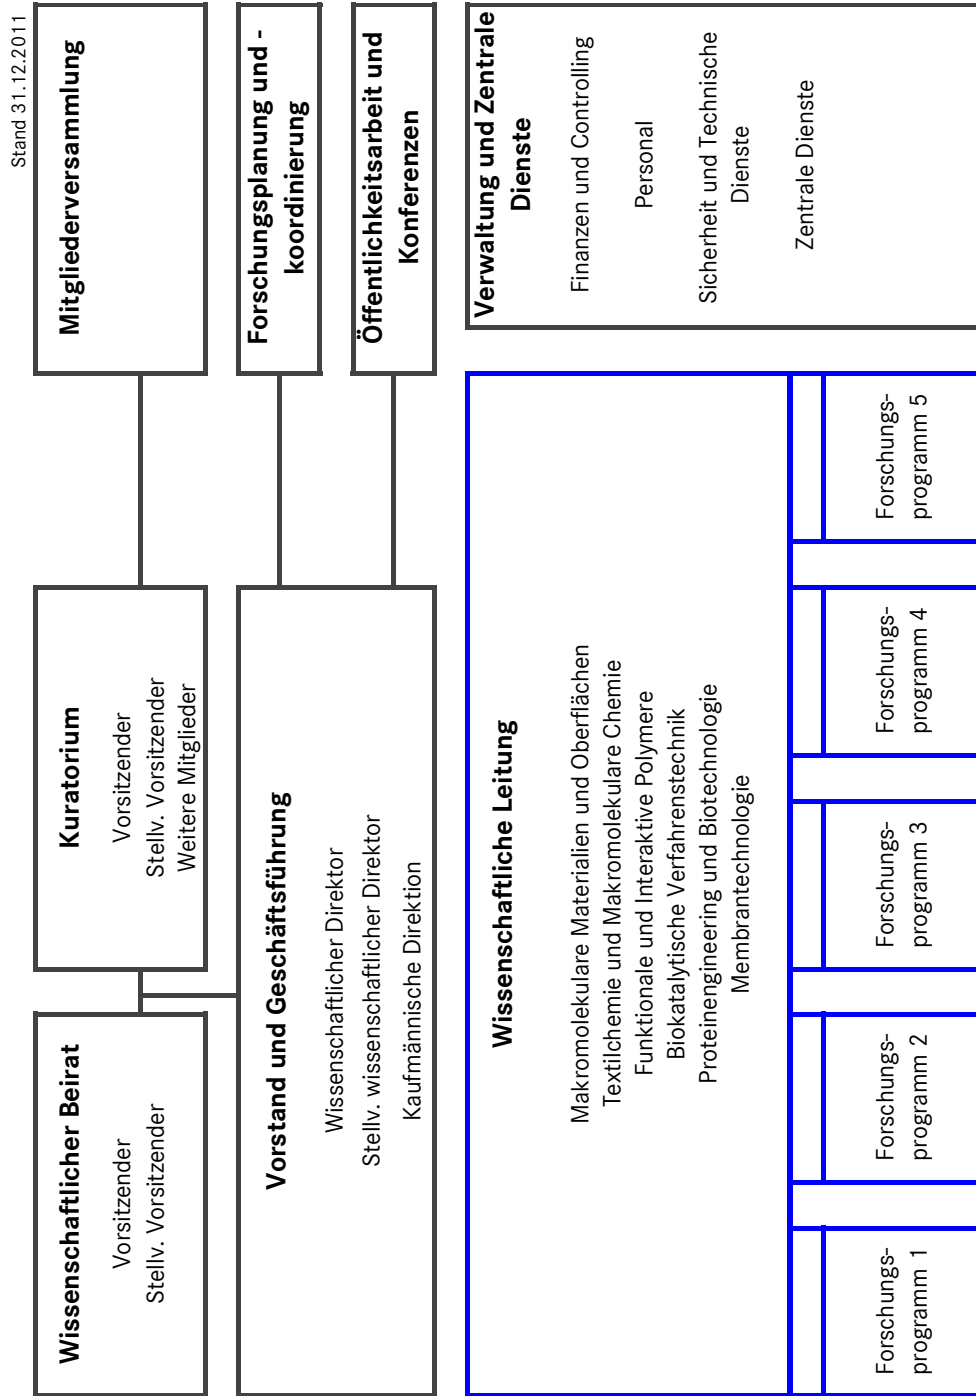 Stand 31.12.2011
Wissenschaftlicher Beirat
Vorsitzender
Stellv. Vorsitzender
Kuratorium
Vorsitzender
Stellv. Vorsitzender
Weitere Mitglieder
Mitgliederversammlung
Vorstand und Geschäftsführung
Wissenschaftlicher Direktor
Stellv. wissenschaftlicher Direktor
Kaufmännische Direktion
Forschungsplanung und -
koordinierung
Öffentlichkeitsarbeit und
Konferenzen
Wissenschaftliche Leitung
Makromolekulare Materialien und Oberflächen
Textilchemie und Makromolekulare Chemie
Funktionale und Interaktive Polymere
Biokatalytische Verfahrenstechnik
Proteinengineering und Biotechnologie
Membrantechnologie
Verwaltung und Zentrale
Dienste
Finanzen und Controlling
Personal
Sicherheit und Technische
Dienste
Zentrale Dienste
Forschungs-
programm 1
Forschungs-
programm 2
Forschungs-
programm 3
Forschungs-
programm 4
Forschungs-
programm 5